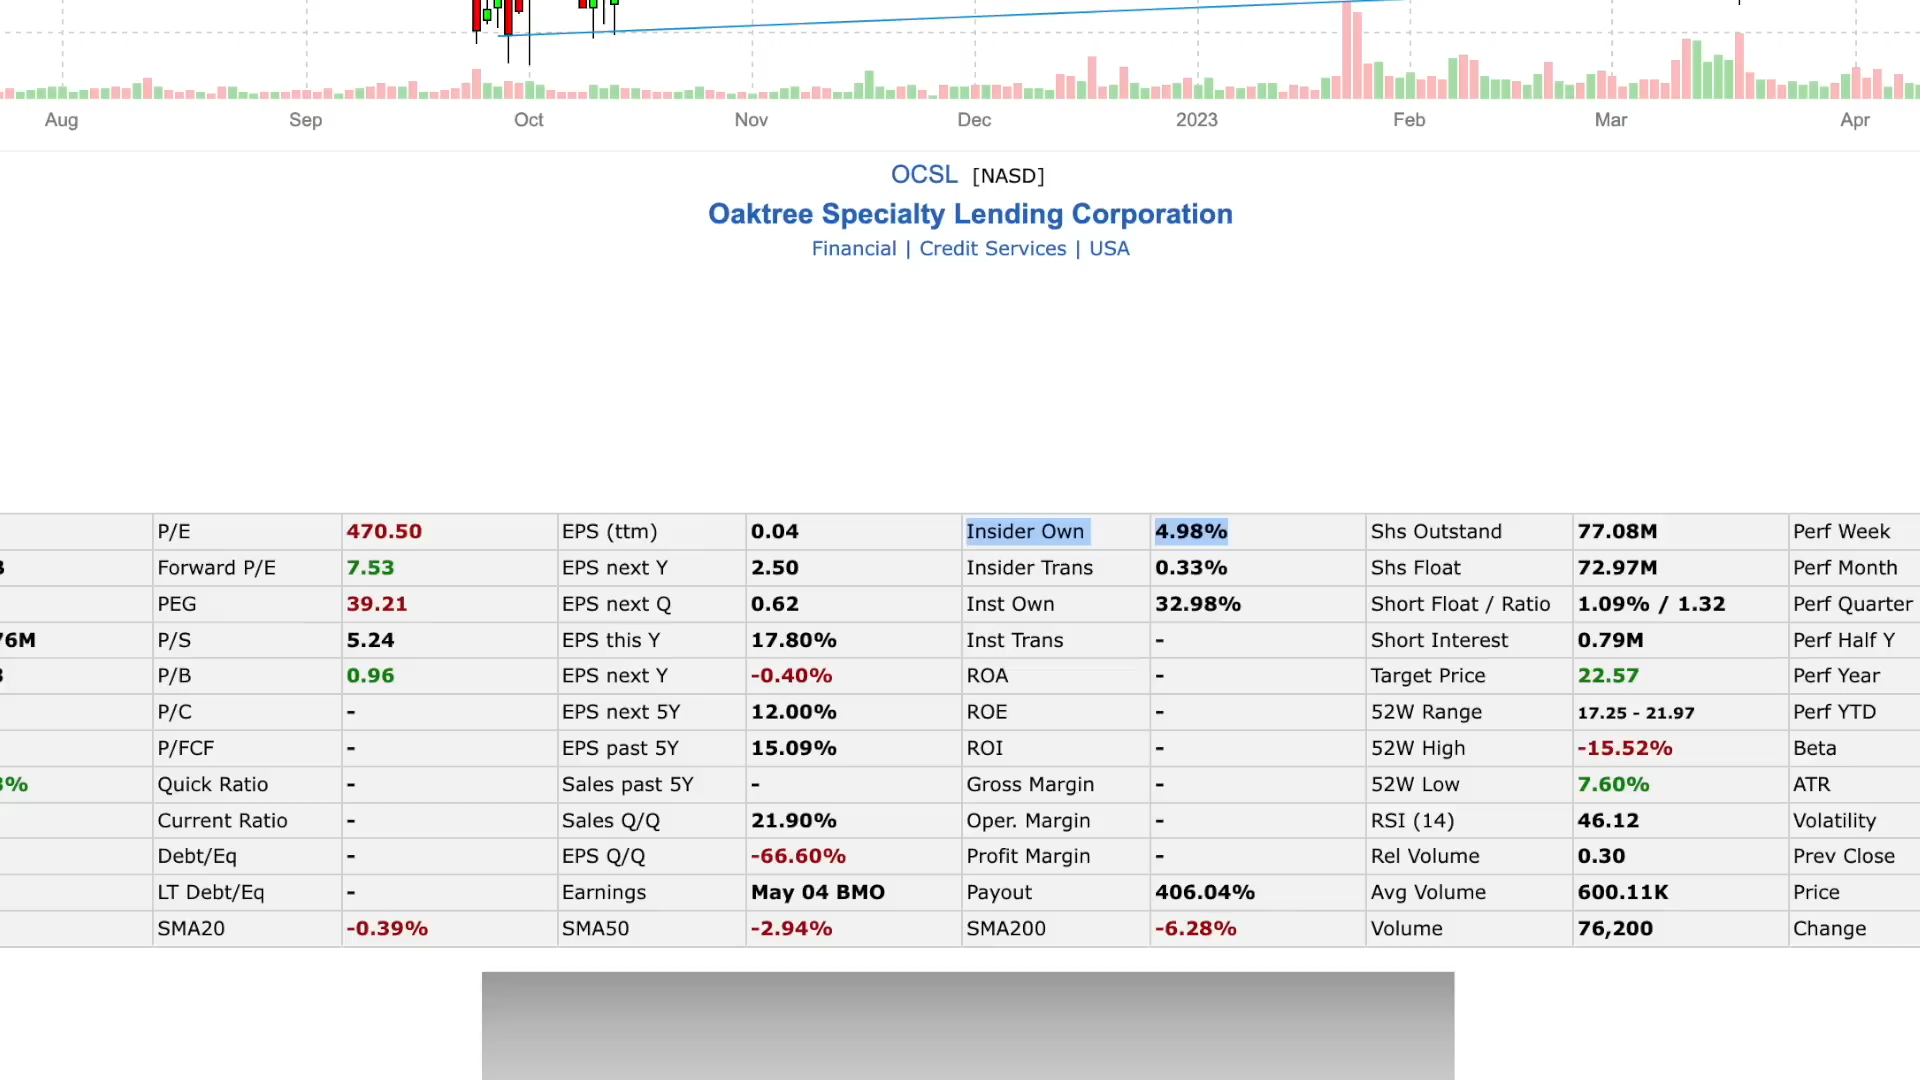 Aug Sep Oct Nov Dec 2023 Feb Mar Apr
OCSL [NASD]
Oaktree Specialty Lending Corporation
Financial | Credit Services | USA
P/E 470.50 EPS (ttm) 0.04 Insider Own 4.98% Shs Outstand 77.08M Perf Week
Forward P/E 7.53 EPS next Y 2.50 Insider Trans 0.33% Shs Float 72.97M Perf Month
PEG 39.21 EPS next Q 0.62 Inst Own 32.98% Short Float / Ratio 1.09% / 1.32 Perf Quarter
76M P/S 5.24 EPS this Y 17.80% Inst Trans - Short Interest 0.79M Perf Half Y
P/B 0.96 EPS next Y -0.40% ROA - Target Price 22.57 Perf Year
P/C - EPS next 5Y 12.00% ROE - 52W Range 17.25 - 21.97 Perf YTD
P/FCF - EPS past 5Y 15.09% ROI - 52W High -15.52% Beta
% Quick Ratio - Sales past 5Y - Gross Margin - 52W Low 7.60% ATR
Current Ratio - Sales Q/Q 21.90% Oper. Margin - RSI (14) 46.12 Volatility
Debt/Eq - EPS Q/Q -66.60% Profit Margin - Rel Volume 0.30 Prev Close
LT Debt/Eq - Earnings May 04 BMO Payout 406.04% Avg Volume 600.11K Price
SMA20 -0.39% SMA50 -2.94% SMA200 -6.28% Volume 76,200 Change